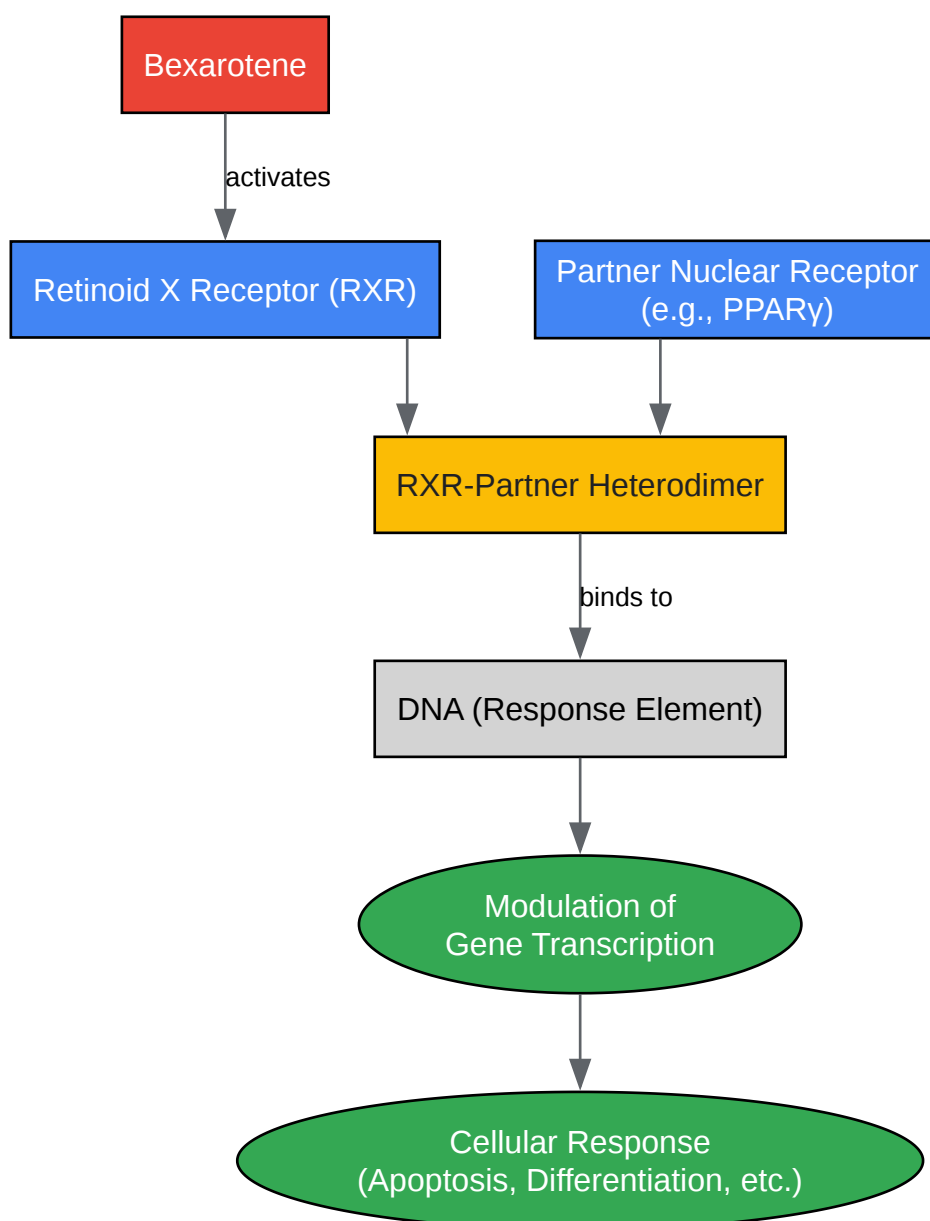 Bexarotene
activates
Retinoid X Receptor (RXR)
Partner Nuclear Receptor
(e.g., PPARγ)
RXR-Partner Heterodimer
binds to
DNA (Response Element)
Modulation of
Gene Transcription
Cellular Response
(Apoptosis, Differentiation, etc.)